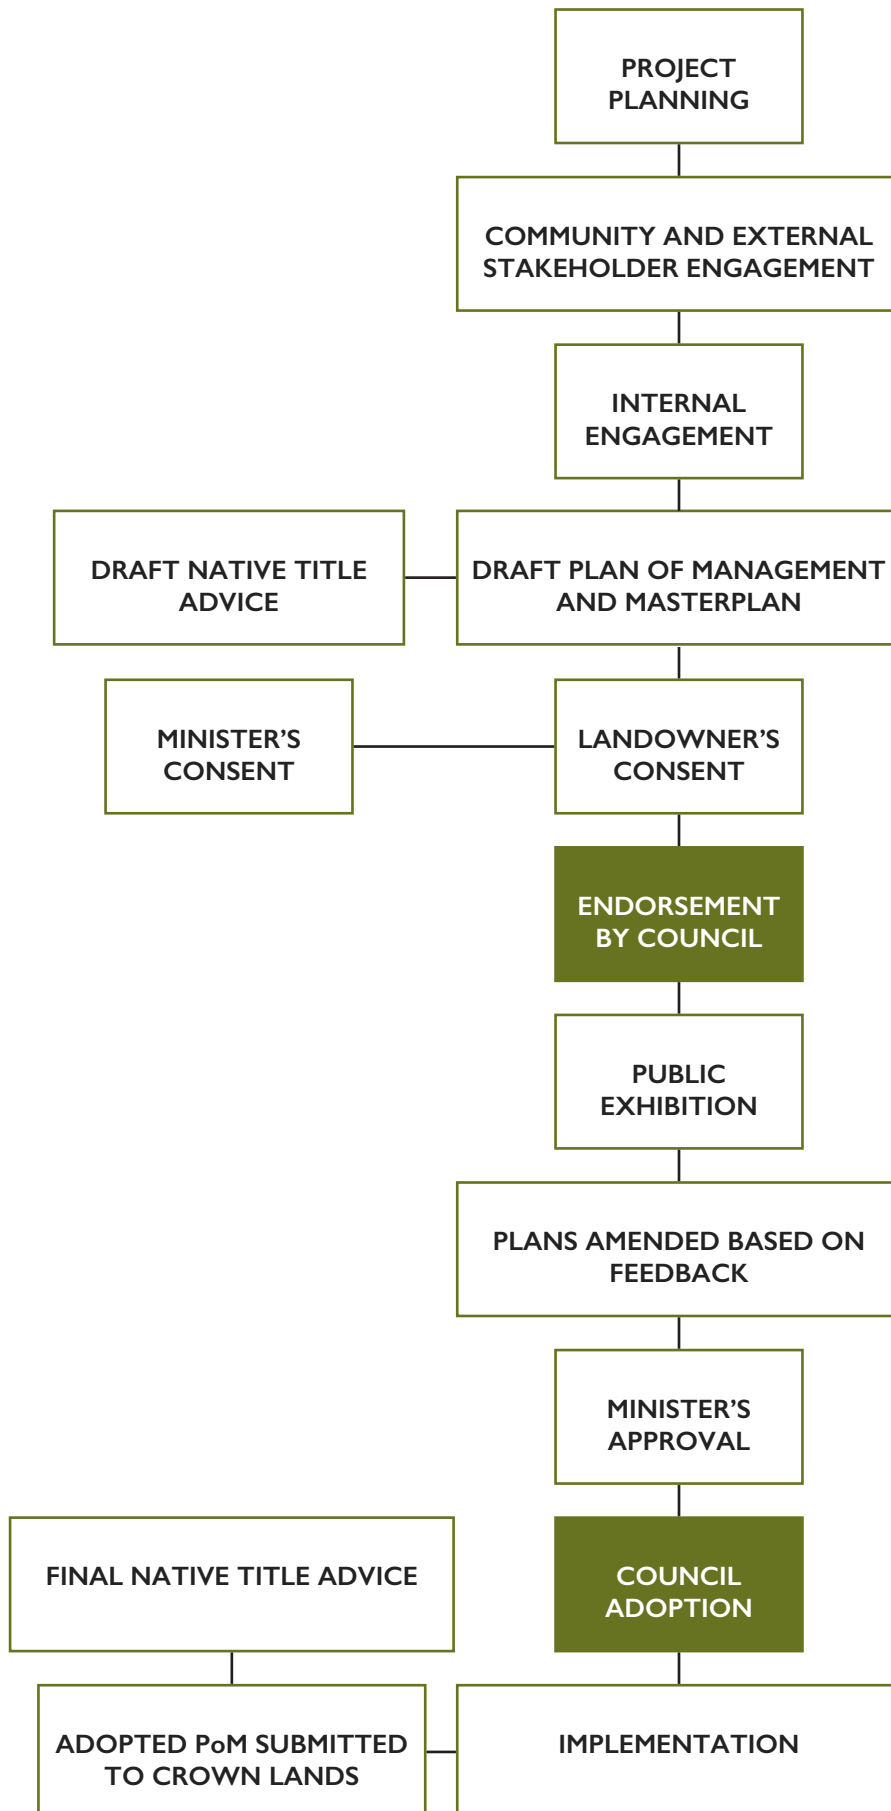 PROJECT
PLANNING
COMMUNITY AND EXTERNAL
STAKEHOLDER ENGAGEMENT
INTERNAL
ENGAGEMENT
DRAFT NATIVE TITLE
ADVICE
DRAFT PLAN OF MANAGEMENT
AND MASTERPLAN
MINISTER’S
CONSENT
LANDOWNER’S
CONSENT
ENDORSEMENT
BY COUNCIL
PUBLIC
EXHIBITION
PLANS AMENDED BASED ON
FEEDBACK
MINISTER’S
APPROVAL
FINAL NATIVE TITLE ADVICE
COUNCIL
ADOPTION
ADOPTED PoM SUBMITTED
TO CROWN LANDS
IMPLEMENTATION